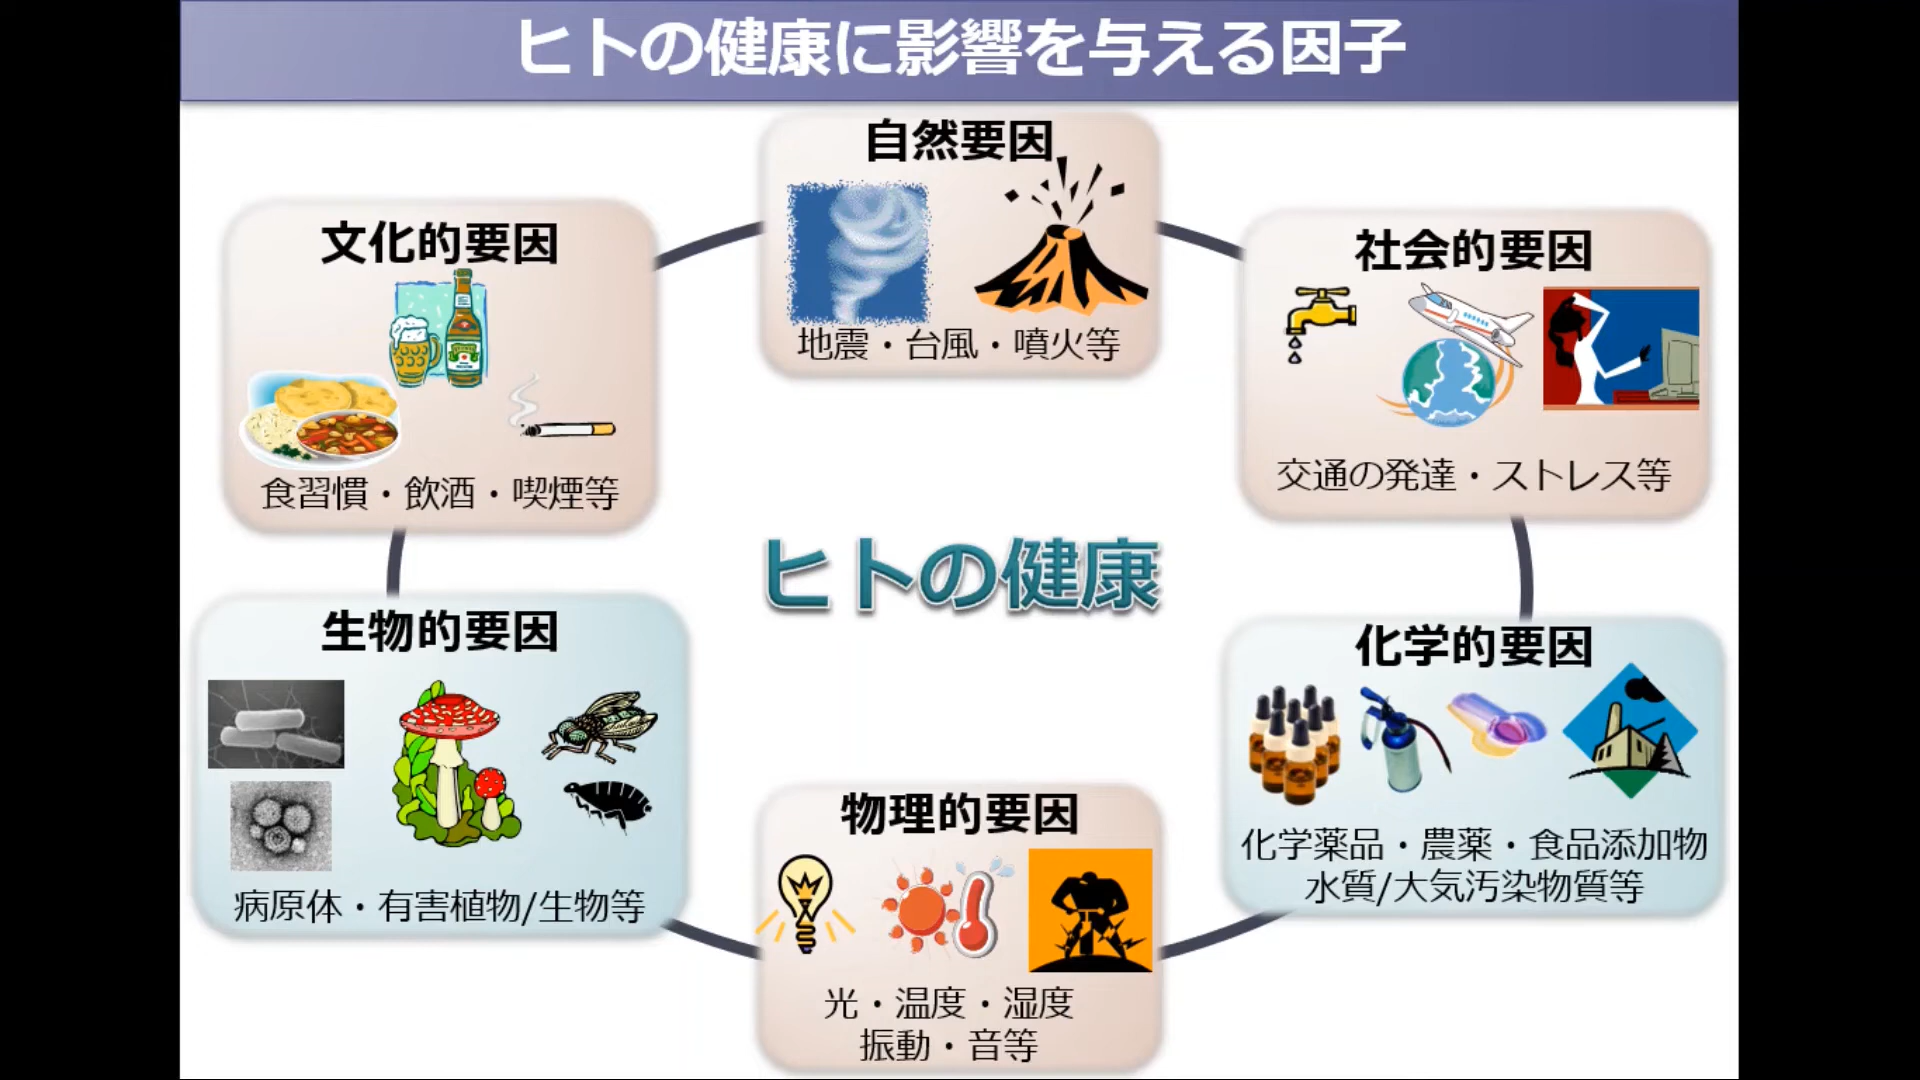 ヒトの健康に影響を与える因子
自然要因
地震・台風・噴火等
文化的要因
食習慣・飲酒・喫煙等
社会的要因
交通の発達・ストレス等
ヒトの健康
生物的要因
病原体・有害植物/生物等
化学的要因
化学薬品・農薬・食品添加物
水質/大気汚染物質等
物理的要因
光・温度・湿度
振動・音等